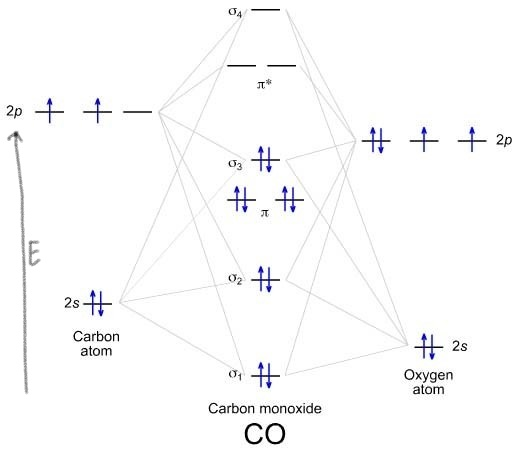 σ4
π*
2p
2p
σ3
π
E
σ2
2s
Carbon
atom
2s
Oxygen
atom
σ1
Carbon monoxide
CO